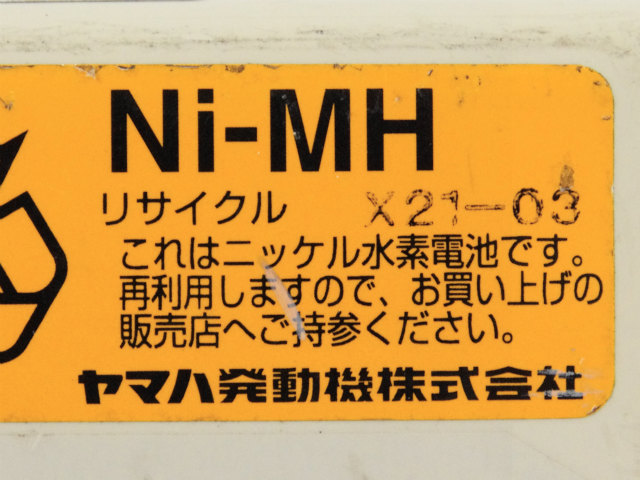 Ni-MH
リサイクル X21-03
これはニッケル水素電池です。
再利用しますので、お買い上げの
販売店へご持参ください。
ヤマハ発動機株式会社